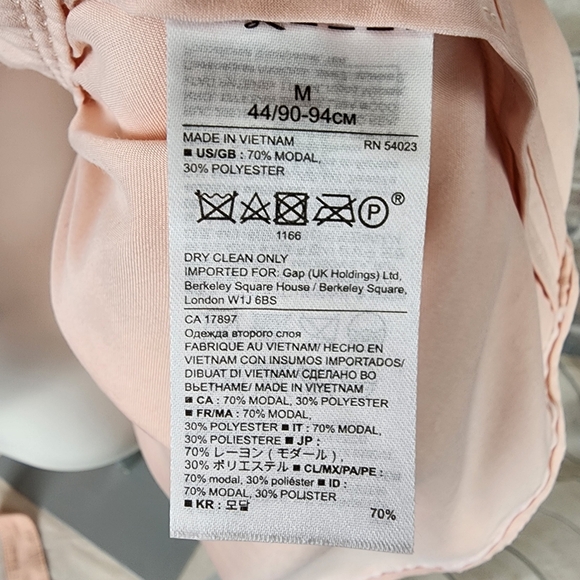 M
44/90-94см
MADE IN VIETNAM RN 54023
■ US/GB : 70% MODAL,
30% POLYESTER
P ®
1166
DRY CLEAN ONLY
IMPORTED FOR: Gap (UK Holdings) Ltd,
Berkeley Square House / Berkeley Square,
London W1J 6BS
CA 17897
Одежда второго слоя
FABRIQUE AU VIETNAM/ HECHO EN
VIETNAM CON INSUMOS IMPORTADOS/
DIBUAT DI VIETNAM/ СДЕЛАНО ВО
ВЬЕТНАМЕ/ MADE IN VIYETNAM
■ CA : 70% MODAL, 30% POLYESTER
■ FR/MA : 70% MODAL,
30% POLYESTER ■ IT : 70% MODAL,
30% POLIESTERE ■ JP :
70% レーヨン ( モダール ) ,
30% ポリエステル ■ CL/MX/PA/PE :
70% modal, 30% poliéster ■ ID :
70% MODAL, 30% POLIESTER
■ KR : 모달 70%